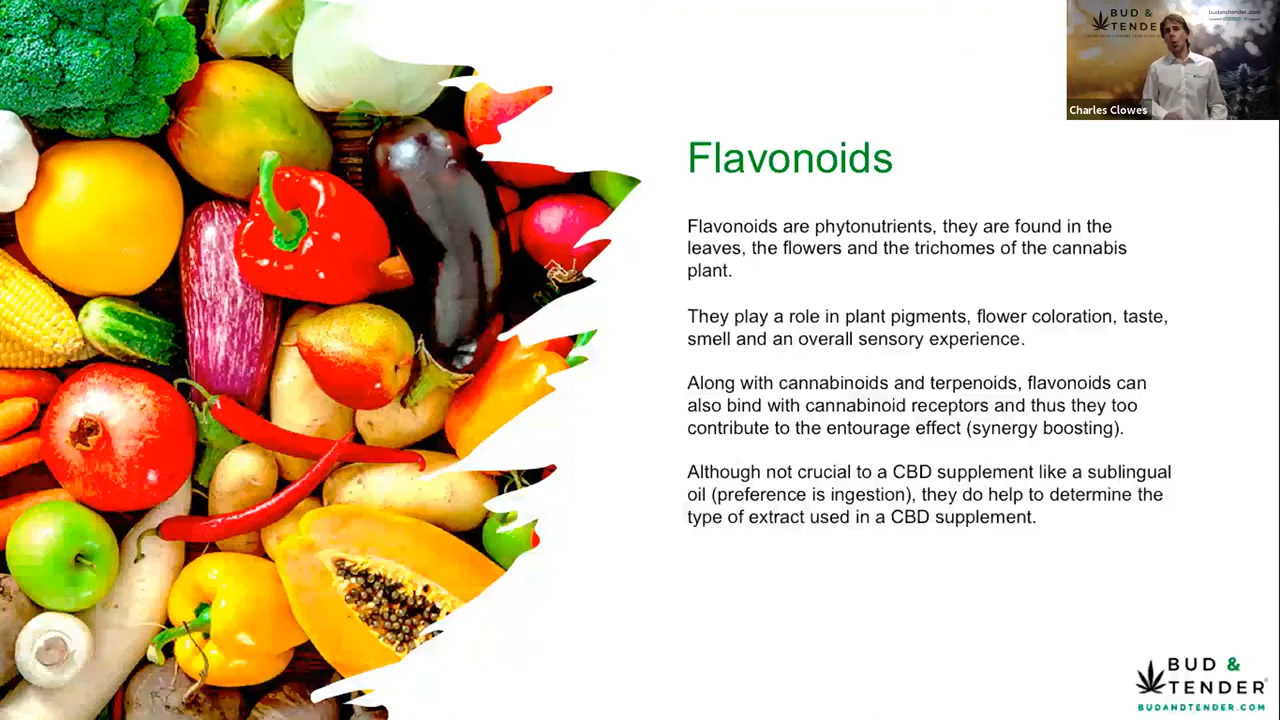 BUD &
TENDER
budandtender.com
Charles Clowes
Flavonoids
Flavonoids are phytonutrients, they are found in the
leaves, the flowers and the trichomes of the cannabis
plant.
They play a role in plant pigments, flower coloration, taste,
smell and an overall sensory experience.
Along with cannabinoids and terpenoids, flavonoids can
also bind with cannabinoid receptors and thus they too
contribute to the entourage effect (synergy boosting).
Although not crucial to a CBD supplement like a sublingual
oil (preference is ingestion), they do help to determine the
type of extract used in a CBD supplement.
BUD &
TENDER®
BUDANDTENDER.COM